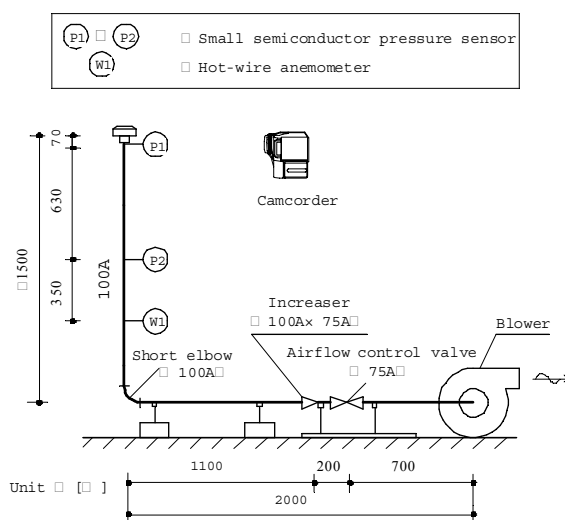 P1 □ P2 □ Small semiconductor pressure sensor
W1 □ Hot-wire anemometer
70
P1
Camcorder
630
□1500
100A
P2
350
W1
Increaser
□ 100A× 75A□
Blower
Short elbow
□ 100A□
Airflow control valve
□ 75A□
1100
200
700
Unit □ [□ ]
2000